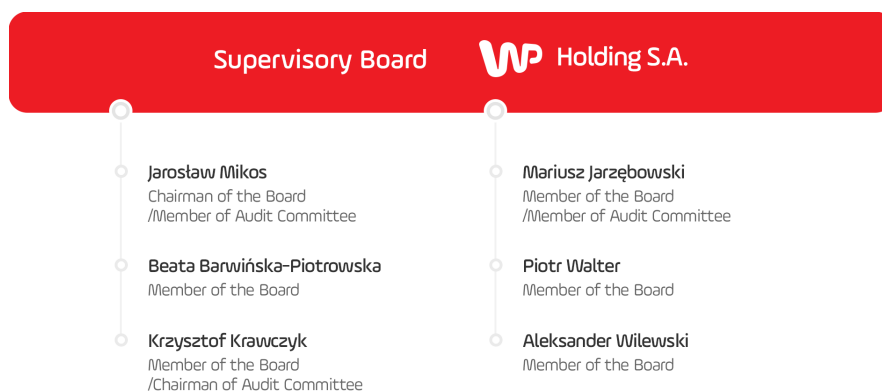 Supervisory Board WP Holding S.A.
Jarosław Mikos
Chairman of the Board
/Member of Audit Committee
Beata Barwińska-Piotrowska
Member of the Board
Krzysztof Krawczyk
Member of the Board
/Chairman of Audit Committee
Mariusz Jarzębowski
Member of the Board
/Member of Audit Committee
Piotr Walter
Member of the Board
Aleksander Wilewski
Member of the Board